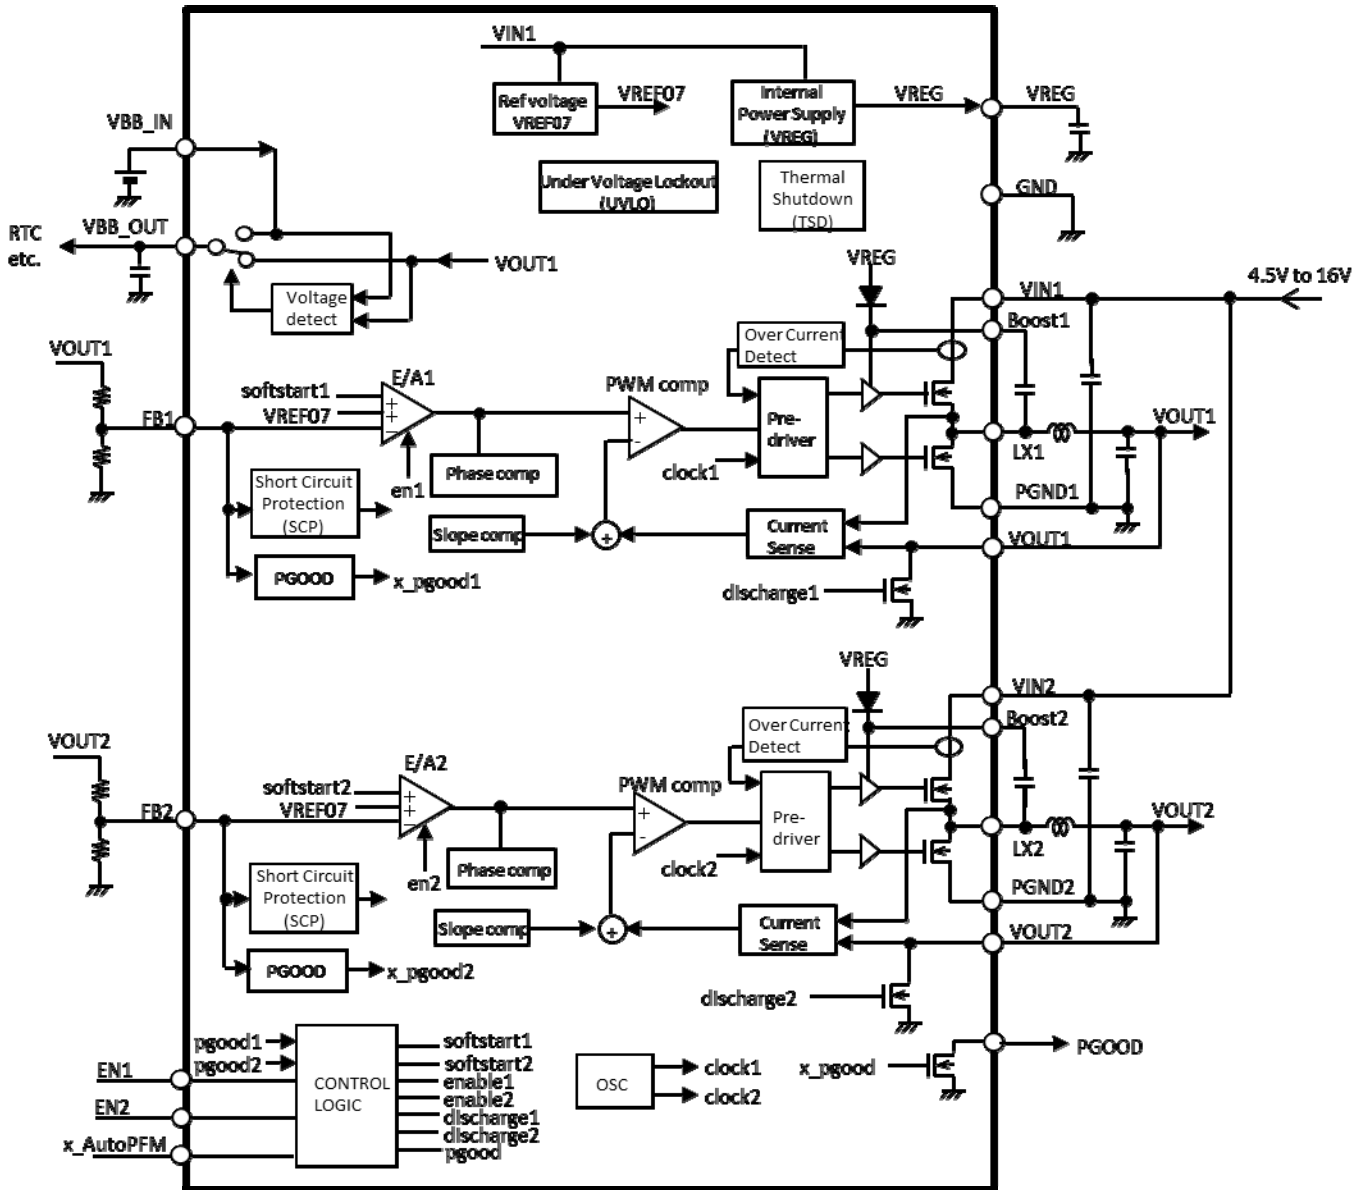 VIN1
Ref voltage
VREF07
VREF07
Internal
Power Supply
(VREG)
VREG
VREG
VBB_IN
Under Voltage Lockout
(UVLO)
Thermal
Shutdown
(TSD)
GND
RTC
etc.
VBB_OUT
VOUT1
Voltage
detect
VREG
VIN1
4.5V to 16V
Boost1
Over Current
Detect
VOUT1
softstart1
E/A1
VREF07
FB1
PWM comp
Pre-
driver
clock1
VOUT1
LX1
Phase comp
en1
Short Circuit
Protection
(SCP)
PGND1
Slope comp
+
Current
Sense
VOUT1
PGOOD
x_pgood1
discharge1
VREG
VIN2
Boost2
Over Current
Detect
VOUT2
softstart2
E/A2
VREF07
FB2
PWM comp
Pre-
driver
clock2
VOUT2
LX2
Phase comp
en2
Short Circuit
Protection
(SCP)
PGND2
Slope comp
+
Current
Sense
VOUT2
PGOOD
x_pgood2
discharge2
pgood1
pgood2
EN1
EN2
x_AutoPFM
CONTROL
LOGIC
softstart1
softstart2
enable1
enable2
discharge1
discharge2
pgood
OSC
clock1
clock2
x_pgood
PGOOD